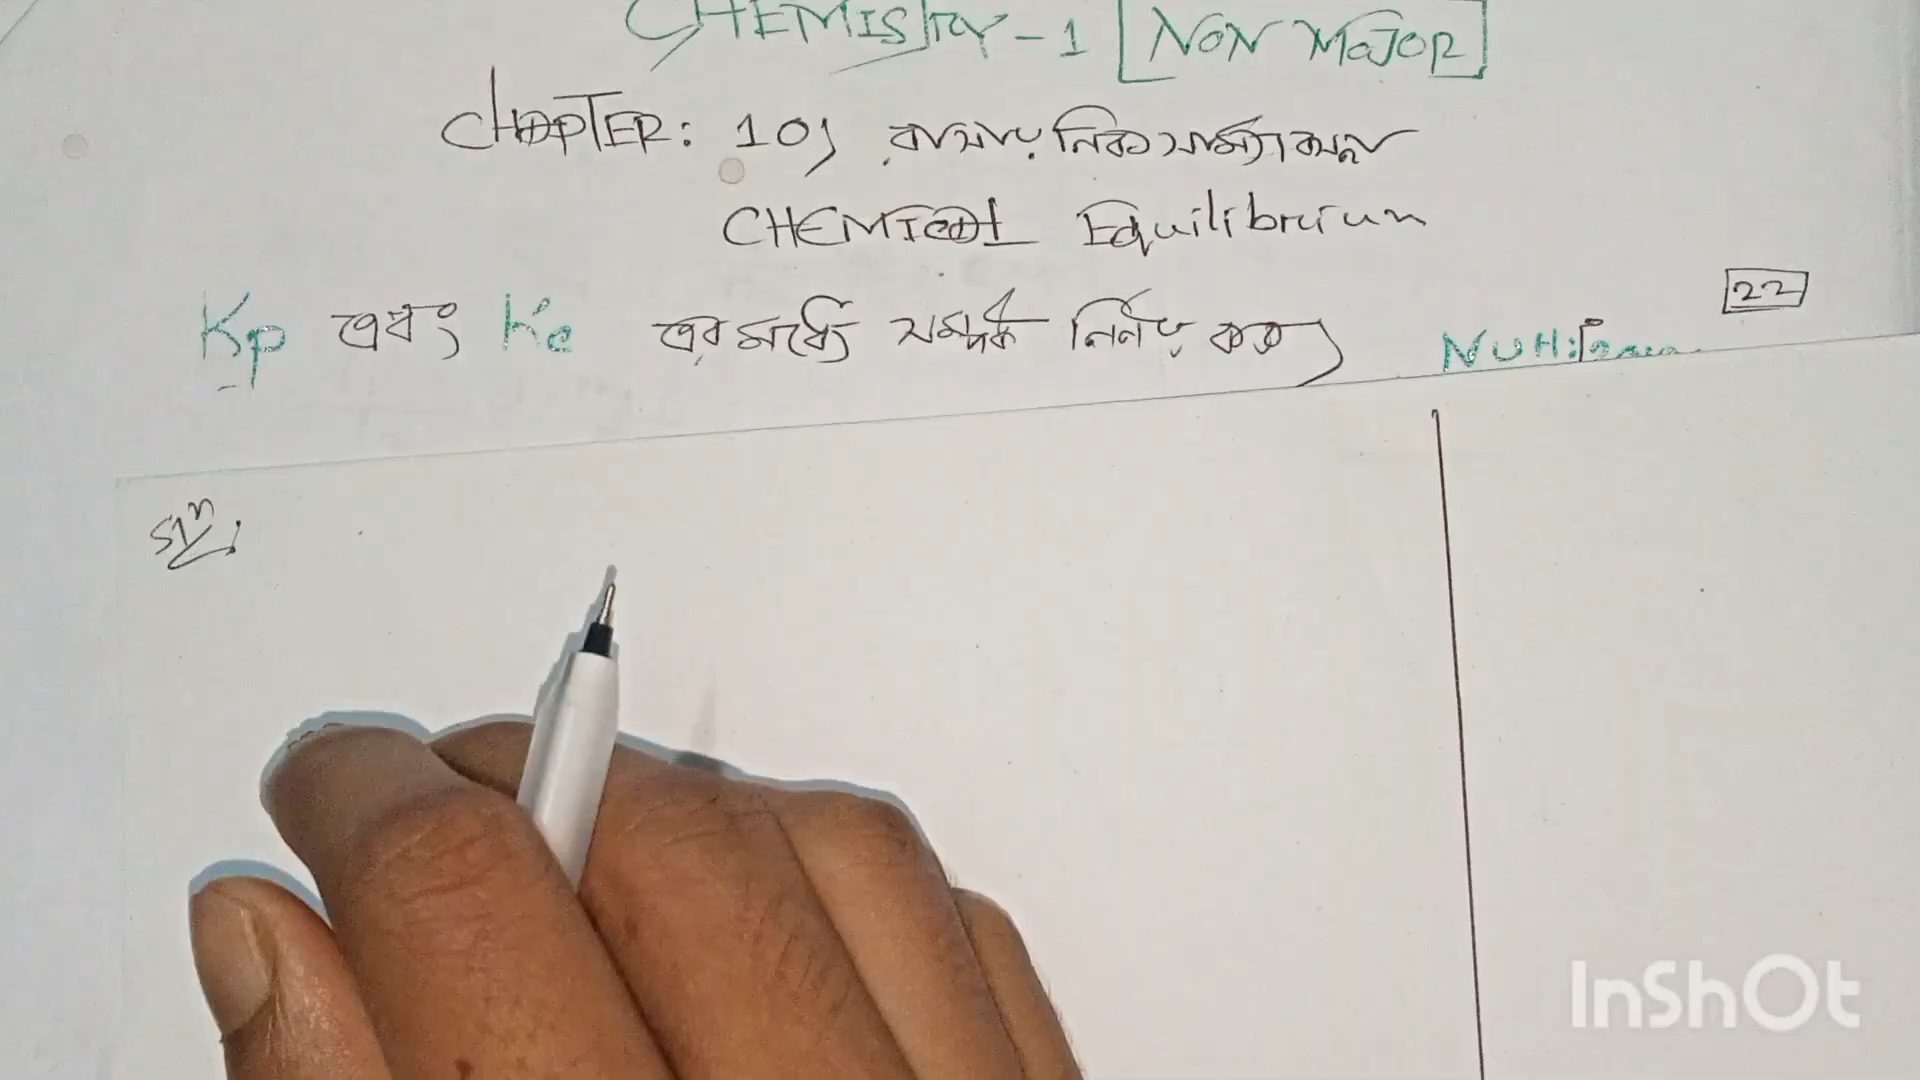 CHEMISTRY-1 [NON MAJOR]
CHAPTER: 10) রাসায়নিক সাম্যাবস্থা
CHEMICAL Equilibrium
22
Kp এবং Kc এর মধ্যে সম্পর্ক নির্ণয় কর।
NUH:
Slⁿ:
InShOt